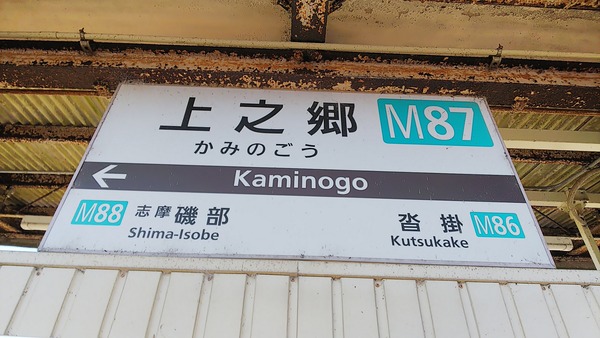 上之郷 M87
かみのごう
← Kaminogo
M88 志摩磯部 沓掛 M86
Shima-Isobe Kutsukake